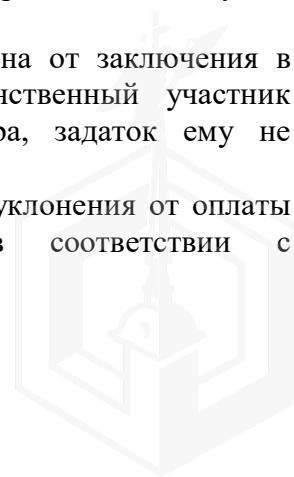 на от заключения в
нственный участник
ра, задаток ему не
уклонения от оплаты
в соответствии с